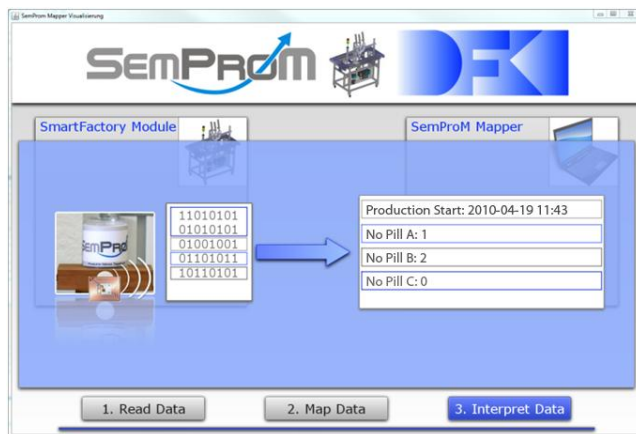 SemProm Mapper Visualisierung
SEMPROM
DFKI
SmartFactory Module
SemProM Mapper
SEMPROM
11010101
01010101
01001001
01101011
10110101
Production Start: 2010-04-19 11:43
No Pill A: 1
No Pill B: 2
No Pill C: 0
1. Read Data
2. Map Data
3. Interpret Data